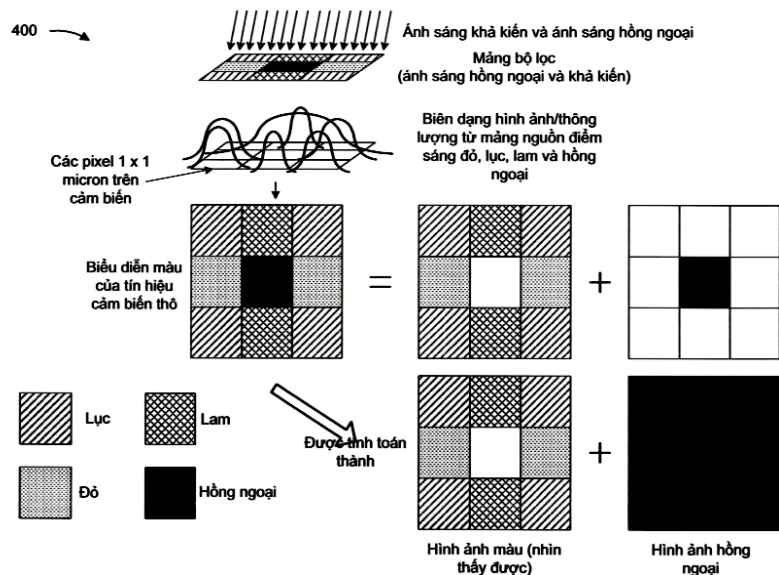 400
Ánh sáng khả kiến và ánh sáng hồng ngoại
Mảng bộ lọc
(ánh sáng hồng ngoại và khả kiến)
Biên dạng hình ảnh/thông
lượng từ mảng nguồn điểm
sáng đỏ, lục, lam và hồng
ngoại
Các pixel 1 x 1
micron trên
cảm biến
Biểu diễn màu
của tín hiệu
cảm biến thô
=
+
Lục
Lam
Đỏ
Hồng ngoại
Được tính toán
thành
+
Hình ảnh màu (nhìn
thấy được)
Hình ảnh hồng
ngoại